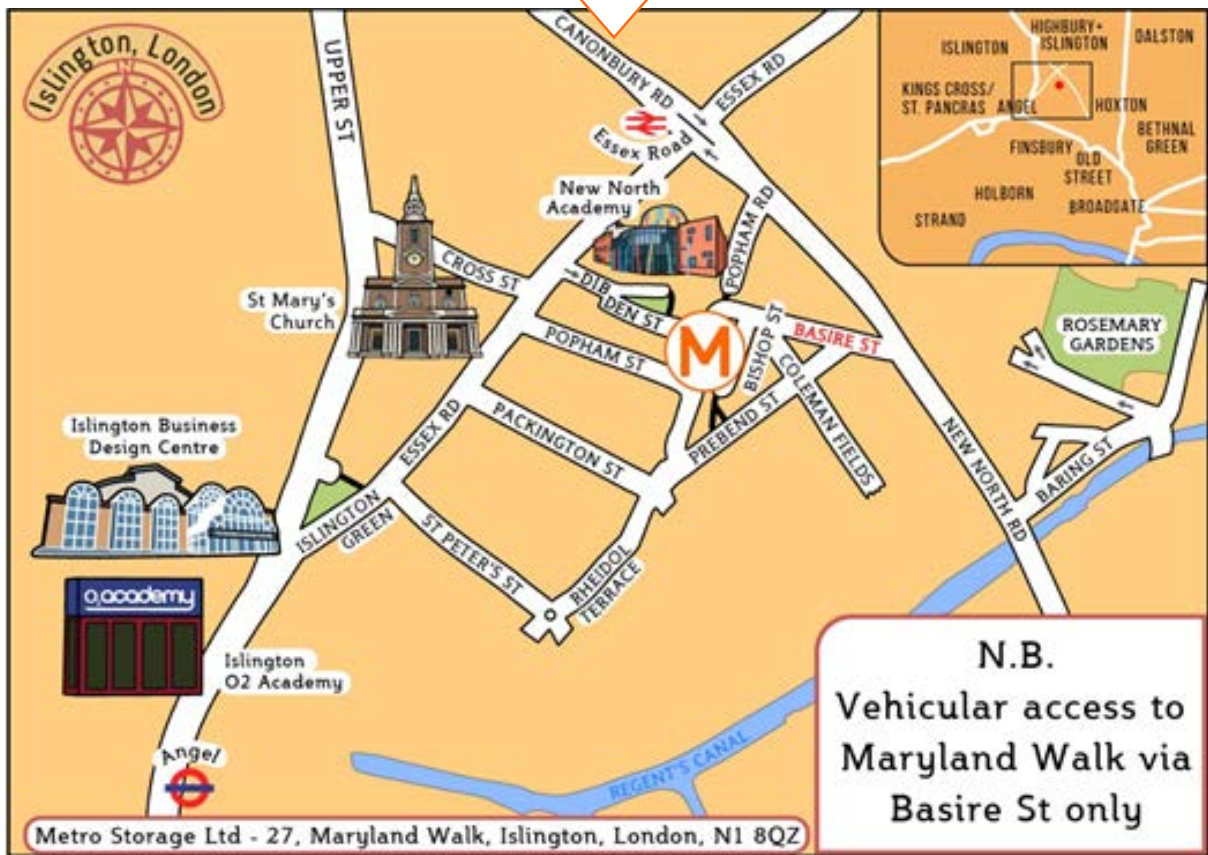 Islington, London
N
UPPER ST
CANONBURY RD
ESSEX RD
Essex Road
New North
Academy
POPHAM RD
CROSS ST
DIB
DEN ST
St Mary's
Church
POPHAM ST
M
BISHOP ST
BASIRE ST
COLEMAN FIELDS
PREBEND ST
PACKINGTON ST
ESSEX RD
Islington Business
Design Centre
ISLINGTON
GREEN
ST PETER'S ST
RHEIDOL
TERRACE
NEW NORTH RD
BARING ST
ROSEMARY
GARDENS
O2 academy
Islington
O2 Academy
Angel
REGENT'S CANAL
HIGHBURY+
ISLINGTON
ISLINGTON
DALSTON
KINGS CROSS/
ST. PANCRAS
ANGEL
HOXTON
BETHNAL
GREEN
FINSBURY
OLD
STREET
HOLBORN
BROADGATE
STRAND
N.B.
Vehicular access to
Maryland Walk via
Basire St only
Metro Storage Ltd - 27, Maryland Walk, Islington, London, N1 8QZ